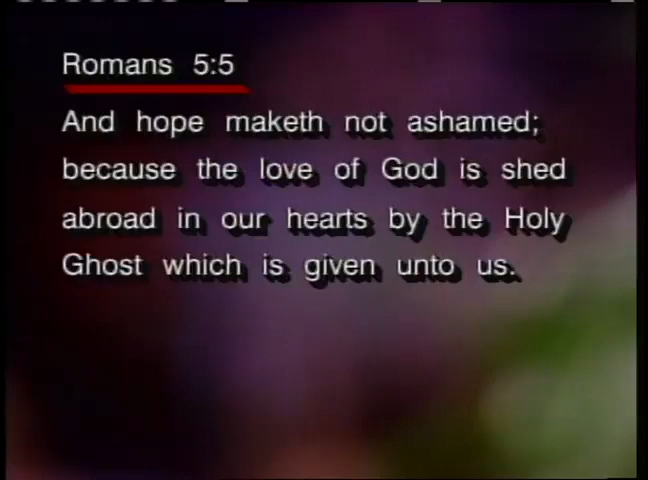 Romans 5:5
And hope maketh not ashamed;
because the love of God is shed
abroad in our hearts by the Holy
Ghost which is given unto us.